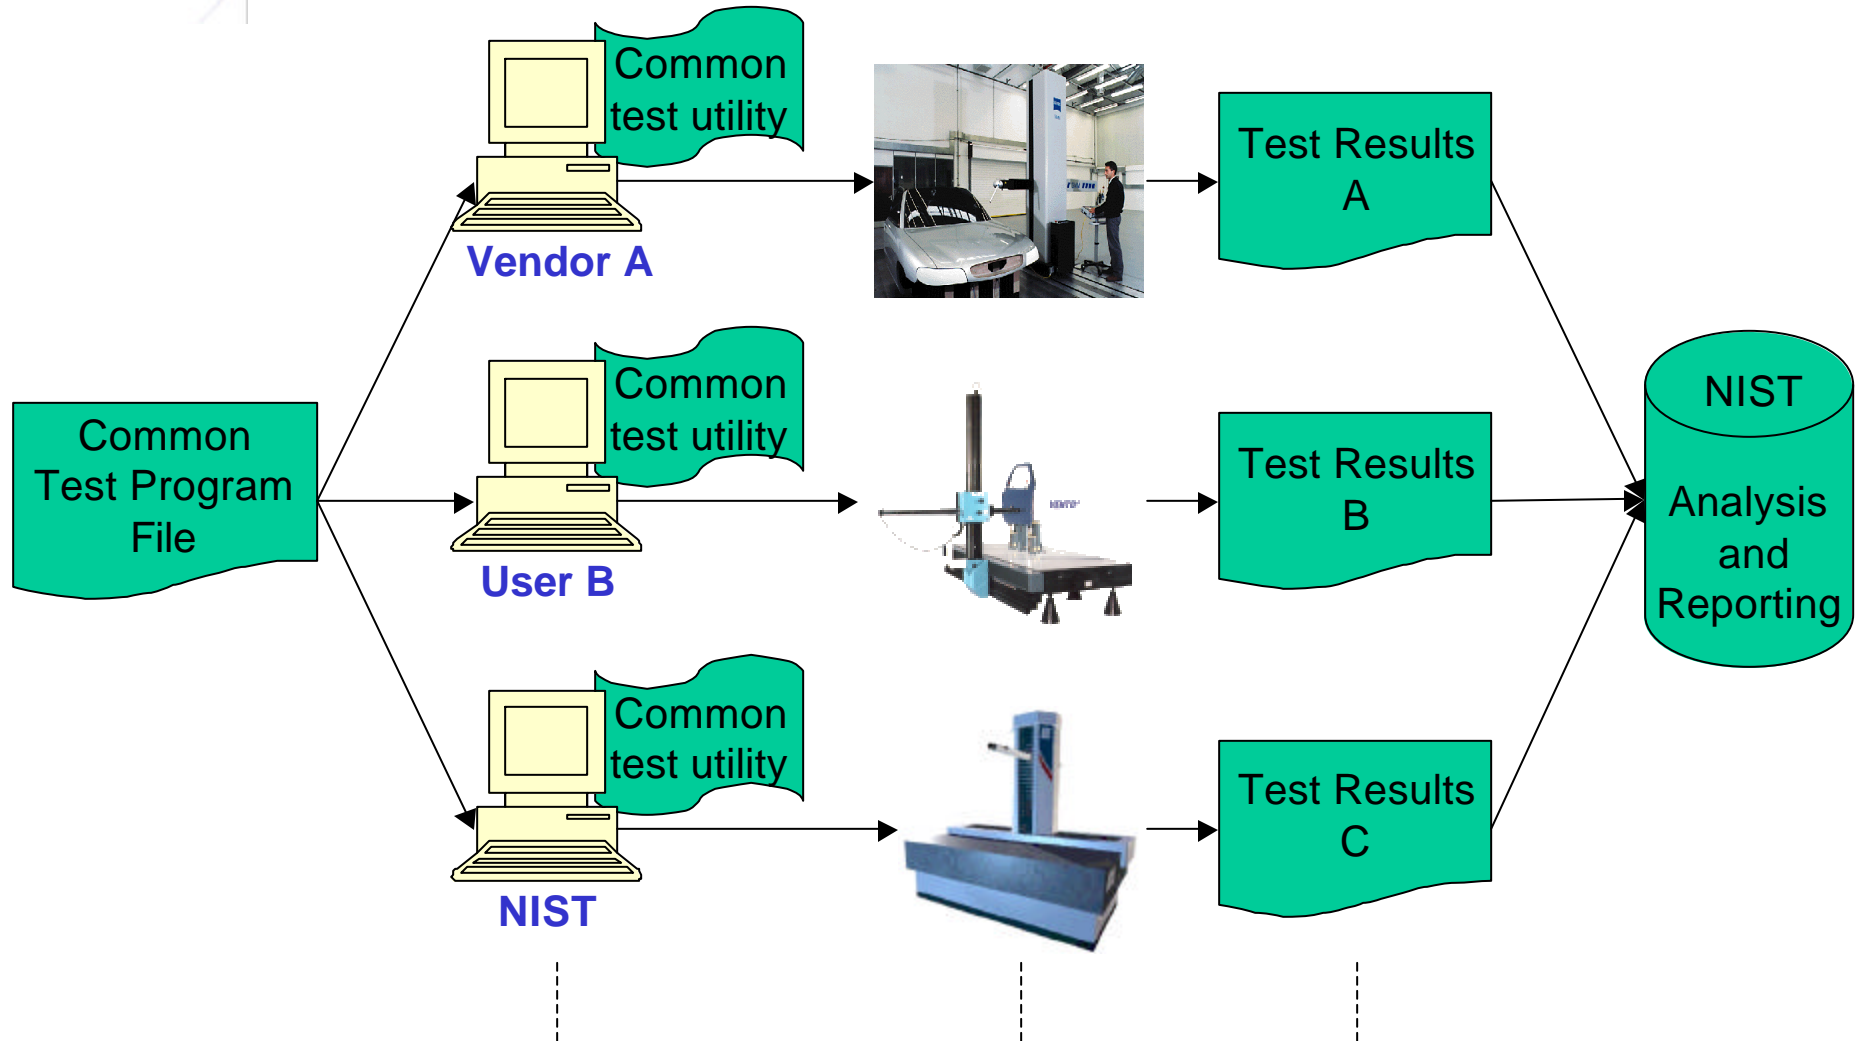 Common
test utility
Vendor A
Test Results
A
Common
Test Program
File
Common
test utility
User B
Test Results
B
NIST
Analysis
and
Reporting
Common
test utility
NIST
Test Results
C